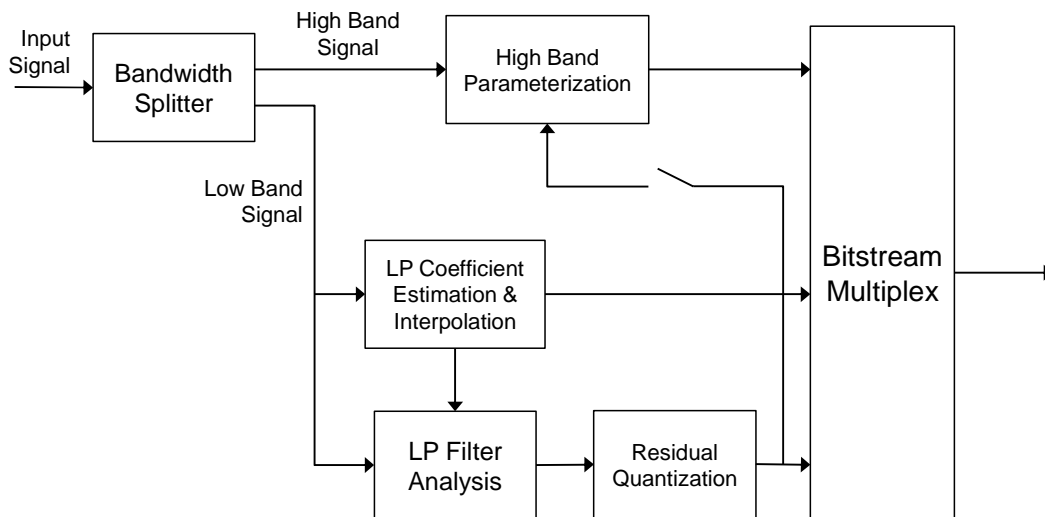 Input
Signal
Bandwidth
Splitter
High Band
Signal
High Band
Parameterization
Low Band
Signal
LP Coefficient
Estimation &
Interpolation
LP Filter
Analysis
Residual
Quantization
Bitstream
Multiplex